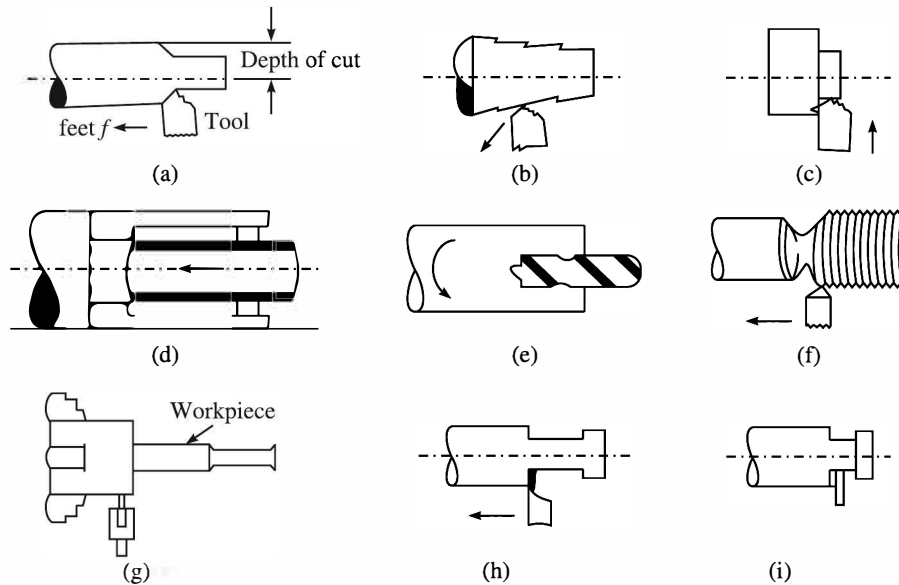 Depth of cut
feet f
Tool
(a)
(b)
(c)
(d)
(e)
(f)
Workpiece
(g)
(h)
(i)